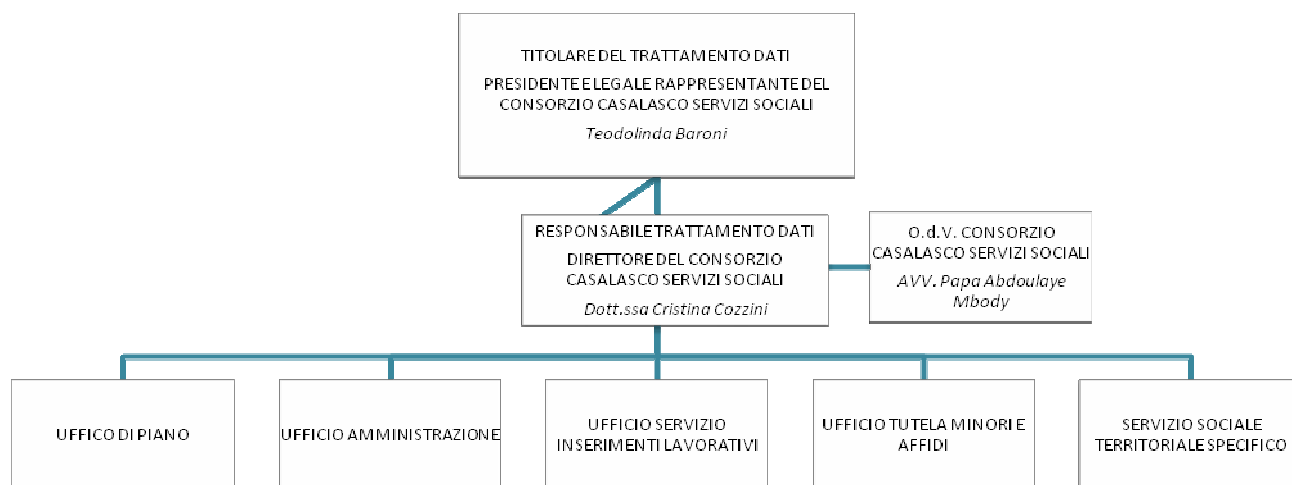 TITOLARE DEL TRATTAMENTO DATI
PRESIDENTE E LEGALE RAPPRESENTANTE DEL
CONSORZIO CASALASCO SERVIZI SOCIALI
Teodolinda Baroni
RESPONSABILE TRATTAMENTO DATI
DIRETTORE DEL CONSORZIO
CASALASCO SERVIZI SOCIALI
Dott.ssa Cristina Cozzini
O.d.V. CONSORZIO
CASALASCO SERVIZI SOCIALI
AVV. Papa Abdoulaye
Mbody
UFFICO DI PIANO
UFFICIO AMMINISTRAZIONE
UFFICIO SERVIZIO
INSERIMENTI LAVORATIVI
UFFICIO TUTELA MINORI E
AFFIDI
SERVIZIO SOCIALE
TERRITORIALE SPECIFICO